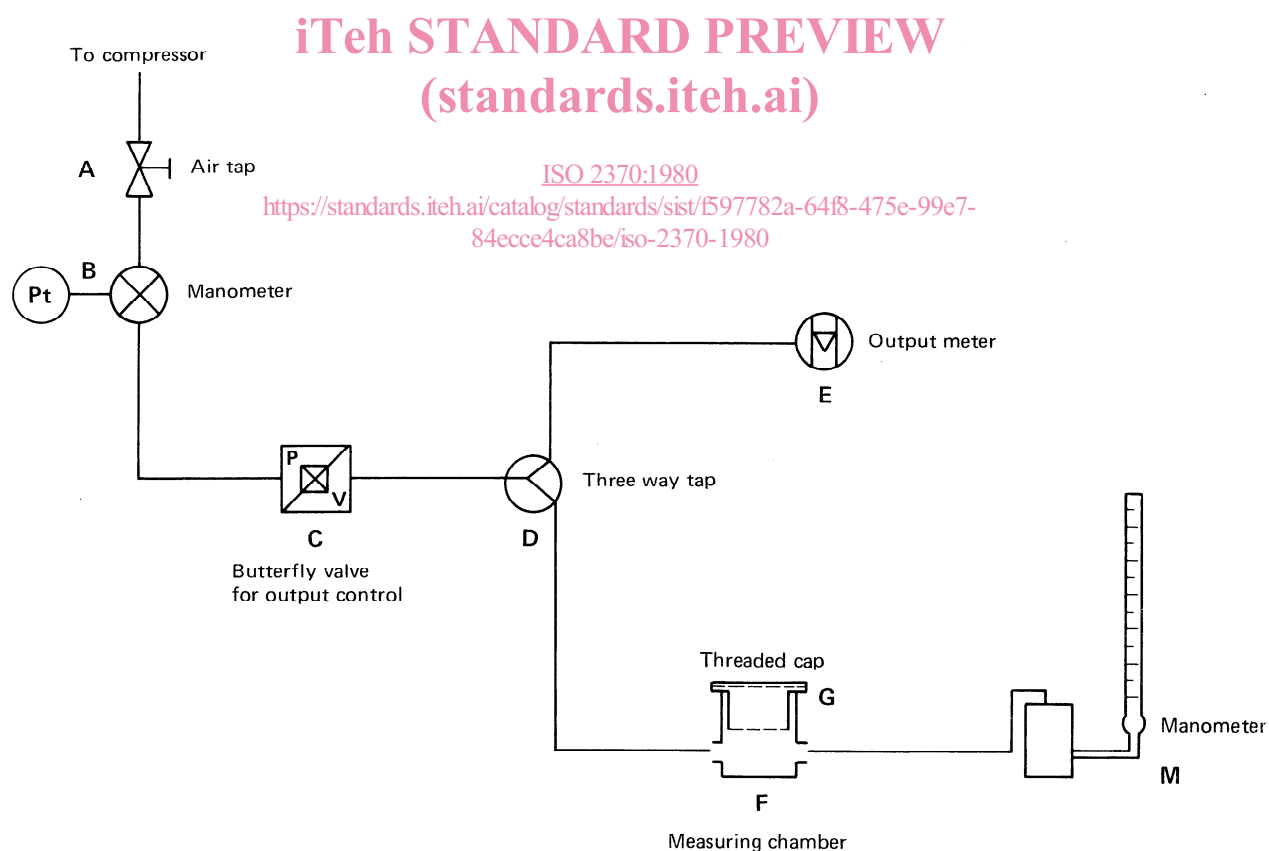 iTeh STANDARD PREVIEW
(standards.iteh.ai)
To compressor
ISO 2370:1980
https://standards.iteh.ai/catalog/standards/sist/f597782a-64f8-475e-99e7-
84ecce4ca8be/iso-2370-1980
A
Air tap
B
Pt
Manometer
Output meter
E
P
V
Three way tap
C
D
Butterfly valve
for output control
Threaded cap
G
Manometer
M
F
Measuring chamber